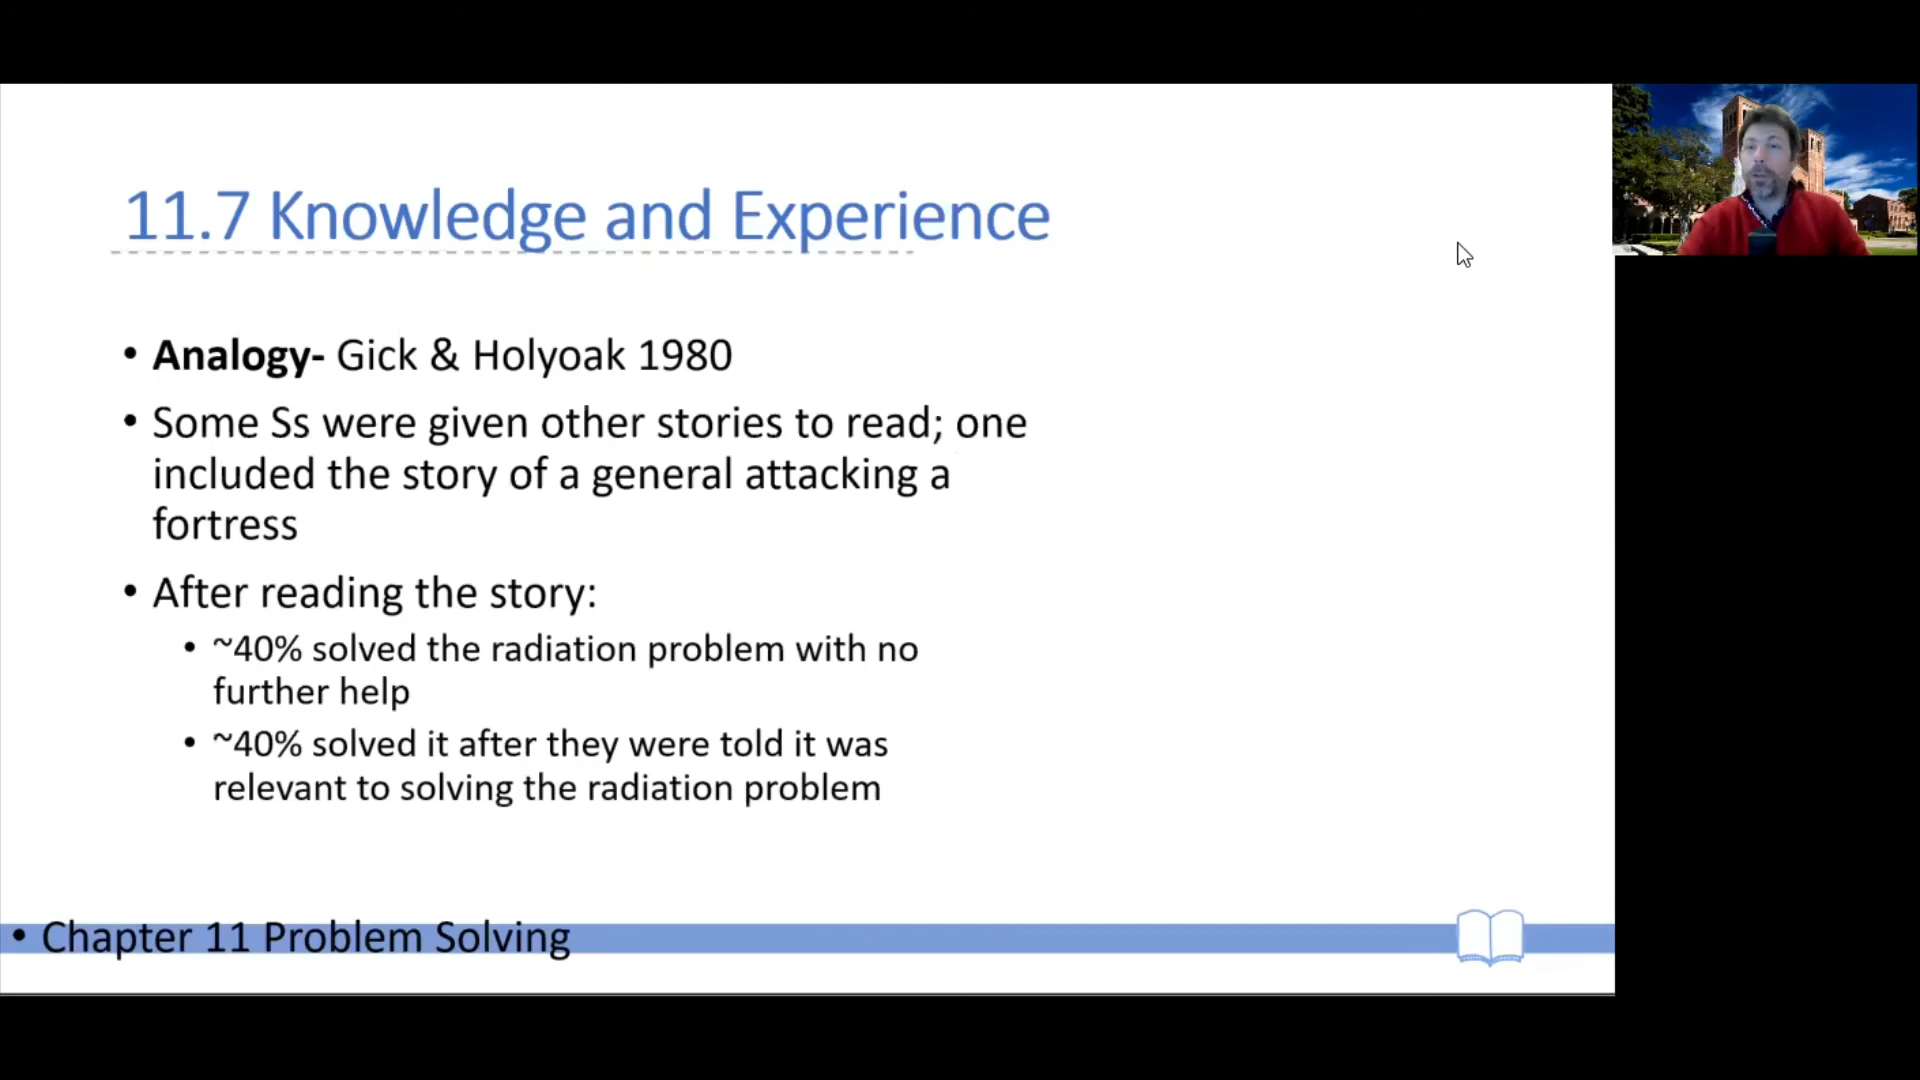 11.7 Knowledge and Experience
• Analogy- Gick & Holyoak 1980
• Some Ss were given other stories to read; one
included the story of a general attacking a
fortress
• After reading the story:
• ~40% solved the radiation problem with no
further help
• ~40% solved it after they were told it was
relevant to solving the radiation problem
• Chapter 11 Problem Solving